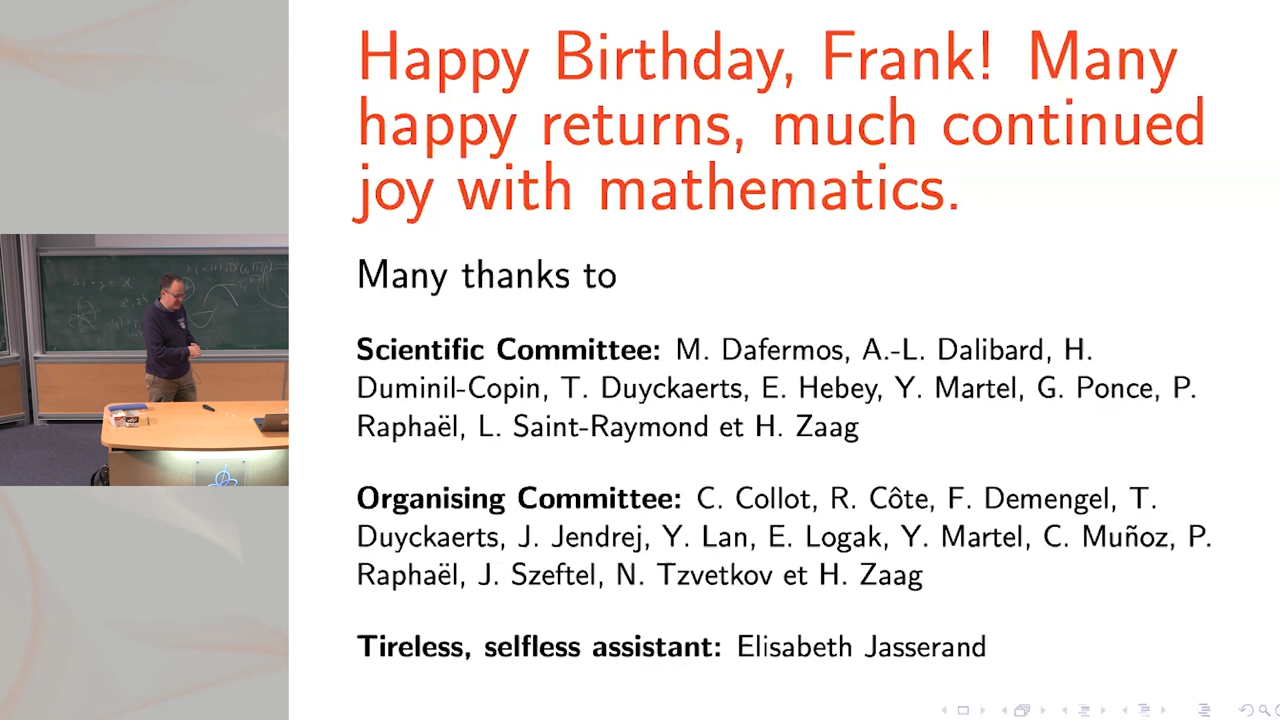 Happy Birthday, Frank! Many
happy returns, much continued
joy with mathematics.
Many thanks to
Scientific Committee: M. Dafermos, A.-L. Dalibard, H.
Duminil-Copin, T. Duyckaerts, E. Hebey, Y. Martel, G. Ponce, P.
Raphaël, L. Saint-Raymond et H. Zaag
Organising Committee: C. Collot, R. Côte, F. Demengel, T.
Duyckaerts, J. Jendrej, Y. Lan, E. Logak, Y. Martel, C. Muñoz, P.
Raphaël, J. Szeftel, N. Tzvetkov et H. Zaag
Tireless, selfless assistant: Elisabeth Jasserand